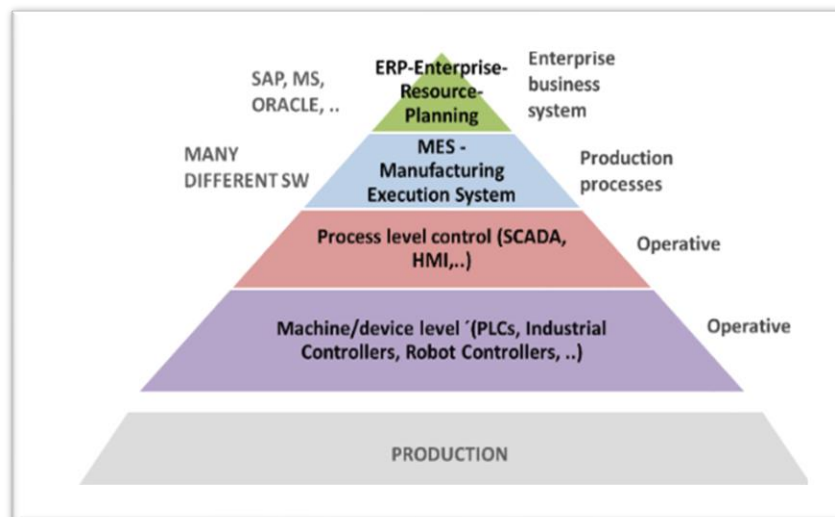 ERP-Enterprise-
Resource-
Planning
SAP, MS,
ORACLE, ..
Enterprise
business
system
MES -
Manufacturing
Execution System
MANY
DIFFERENT SW
Production
processes
Process level control (SCADA,
HMI,..)
Operative
Machine/device level ´(PLCs, Industrial
Controllers, Robot Controllers, ..)
Operative
PRODUCTION